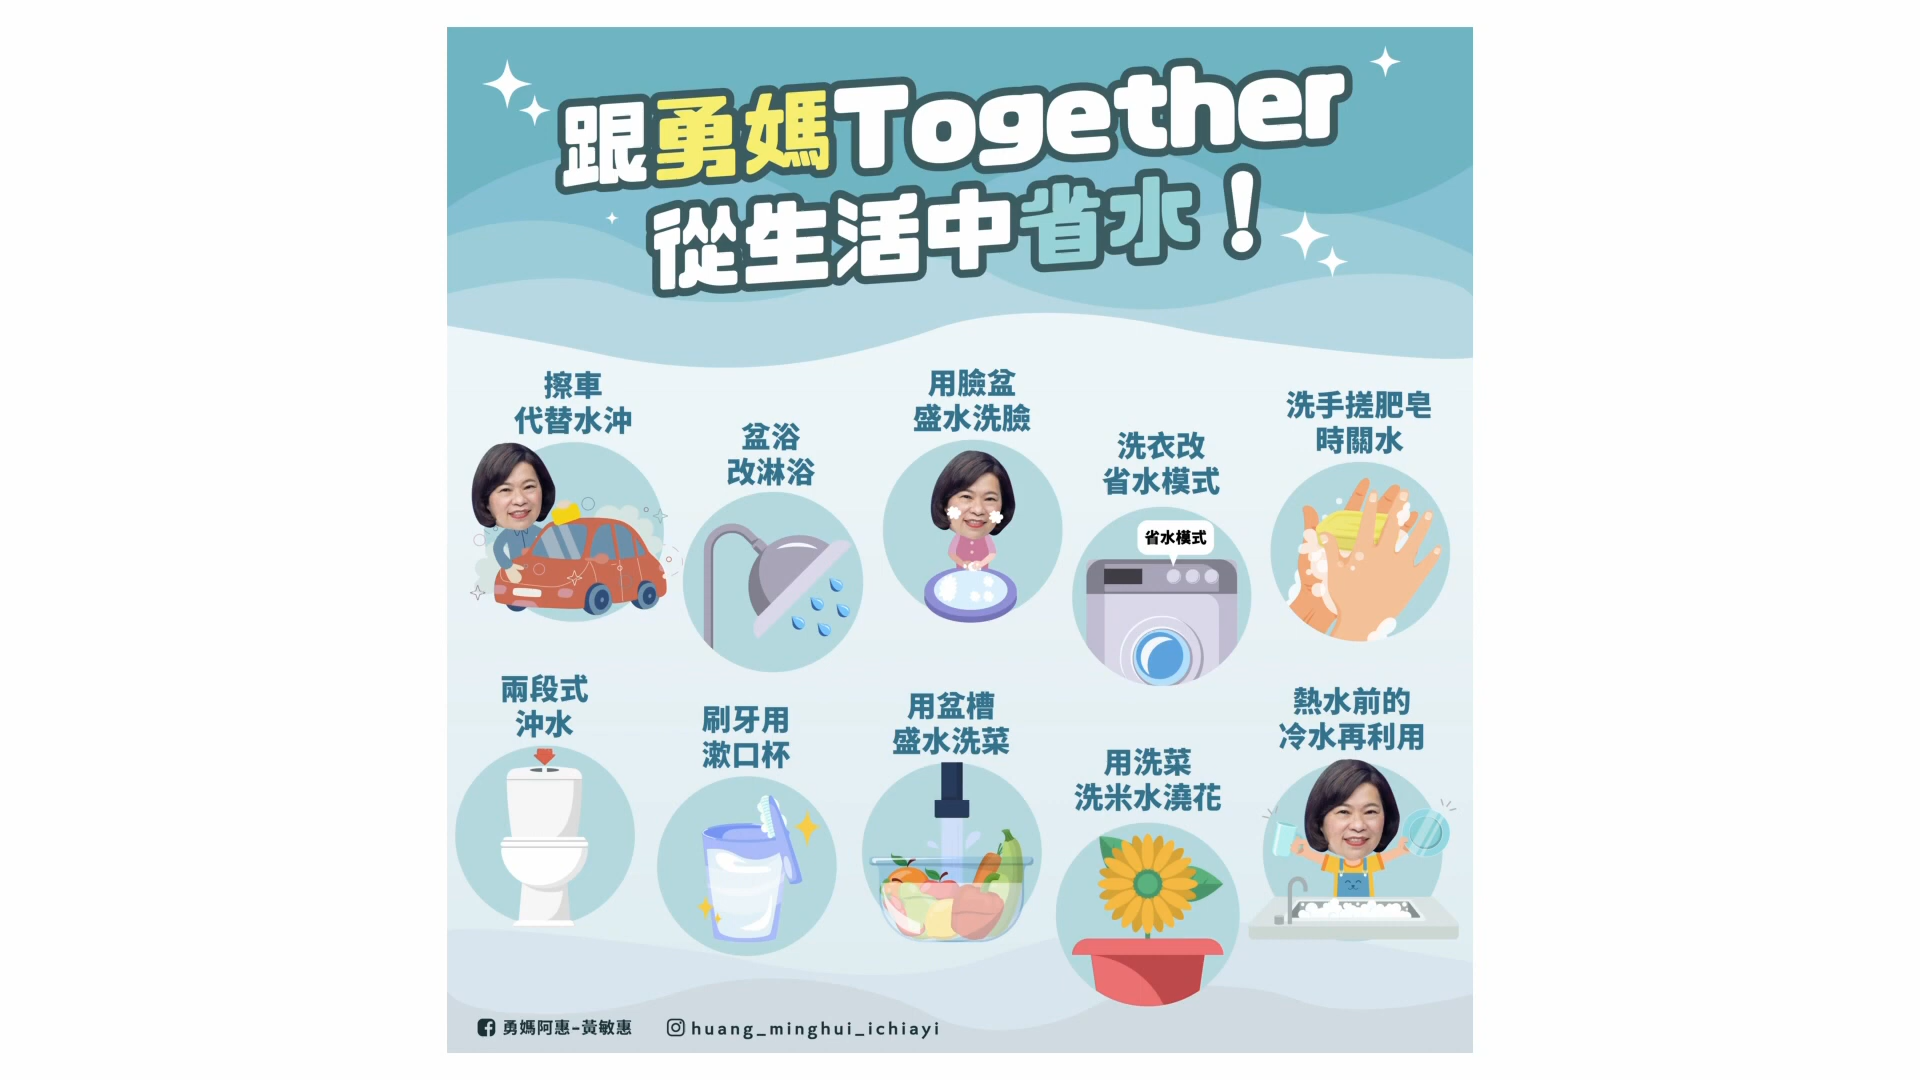 跟勇媽Together
從生活中省水！
擦車
代替水沖
盆浴
改淋浴
用臉盆
盛水洗臉
洗衣改
省水模式
省水模式
洗手搓肥皂
時關水
兩段式
沖水
刷牙用
漱口杯
用盆槽
盛水洗菜
用洗菜
洗米水澆花
熱水前的
冷水再利用
勇媽阿惠-黃敏惠
huang_minghui_ichiayi